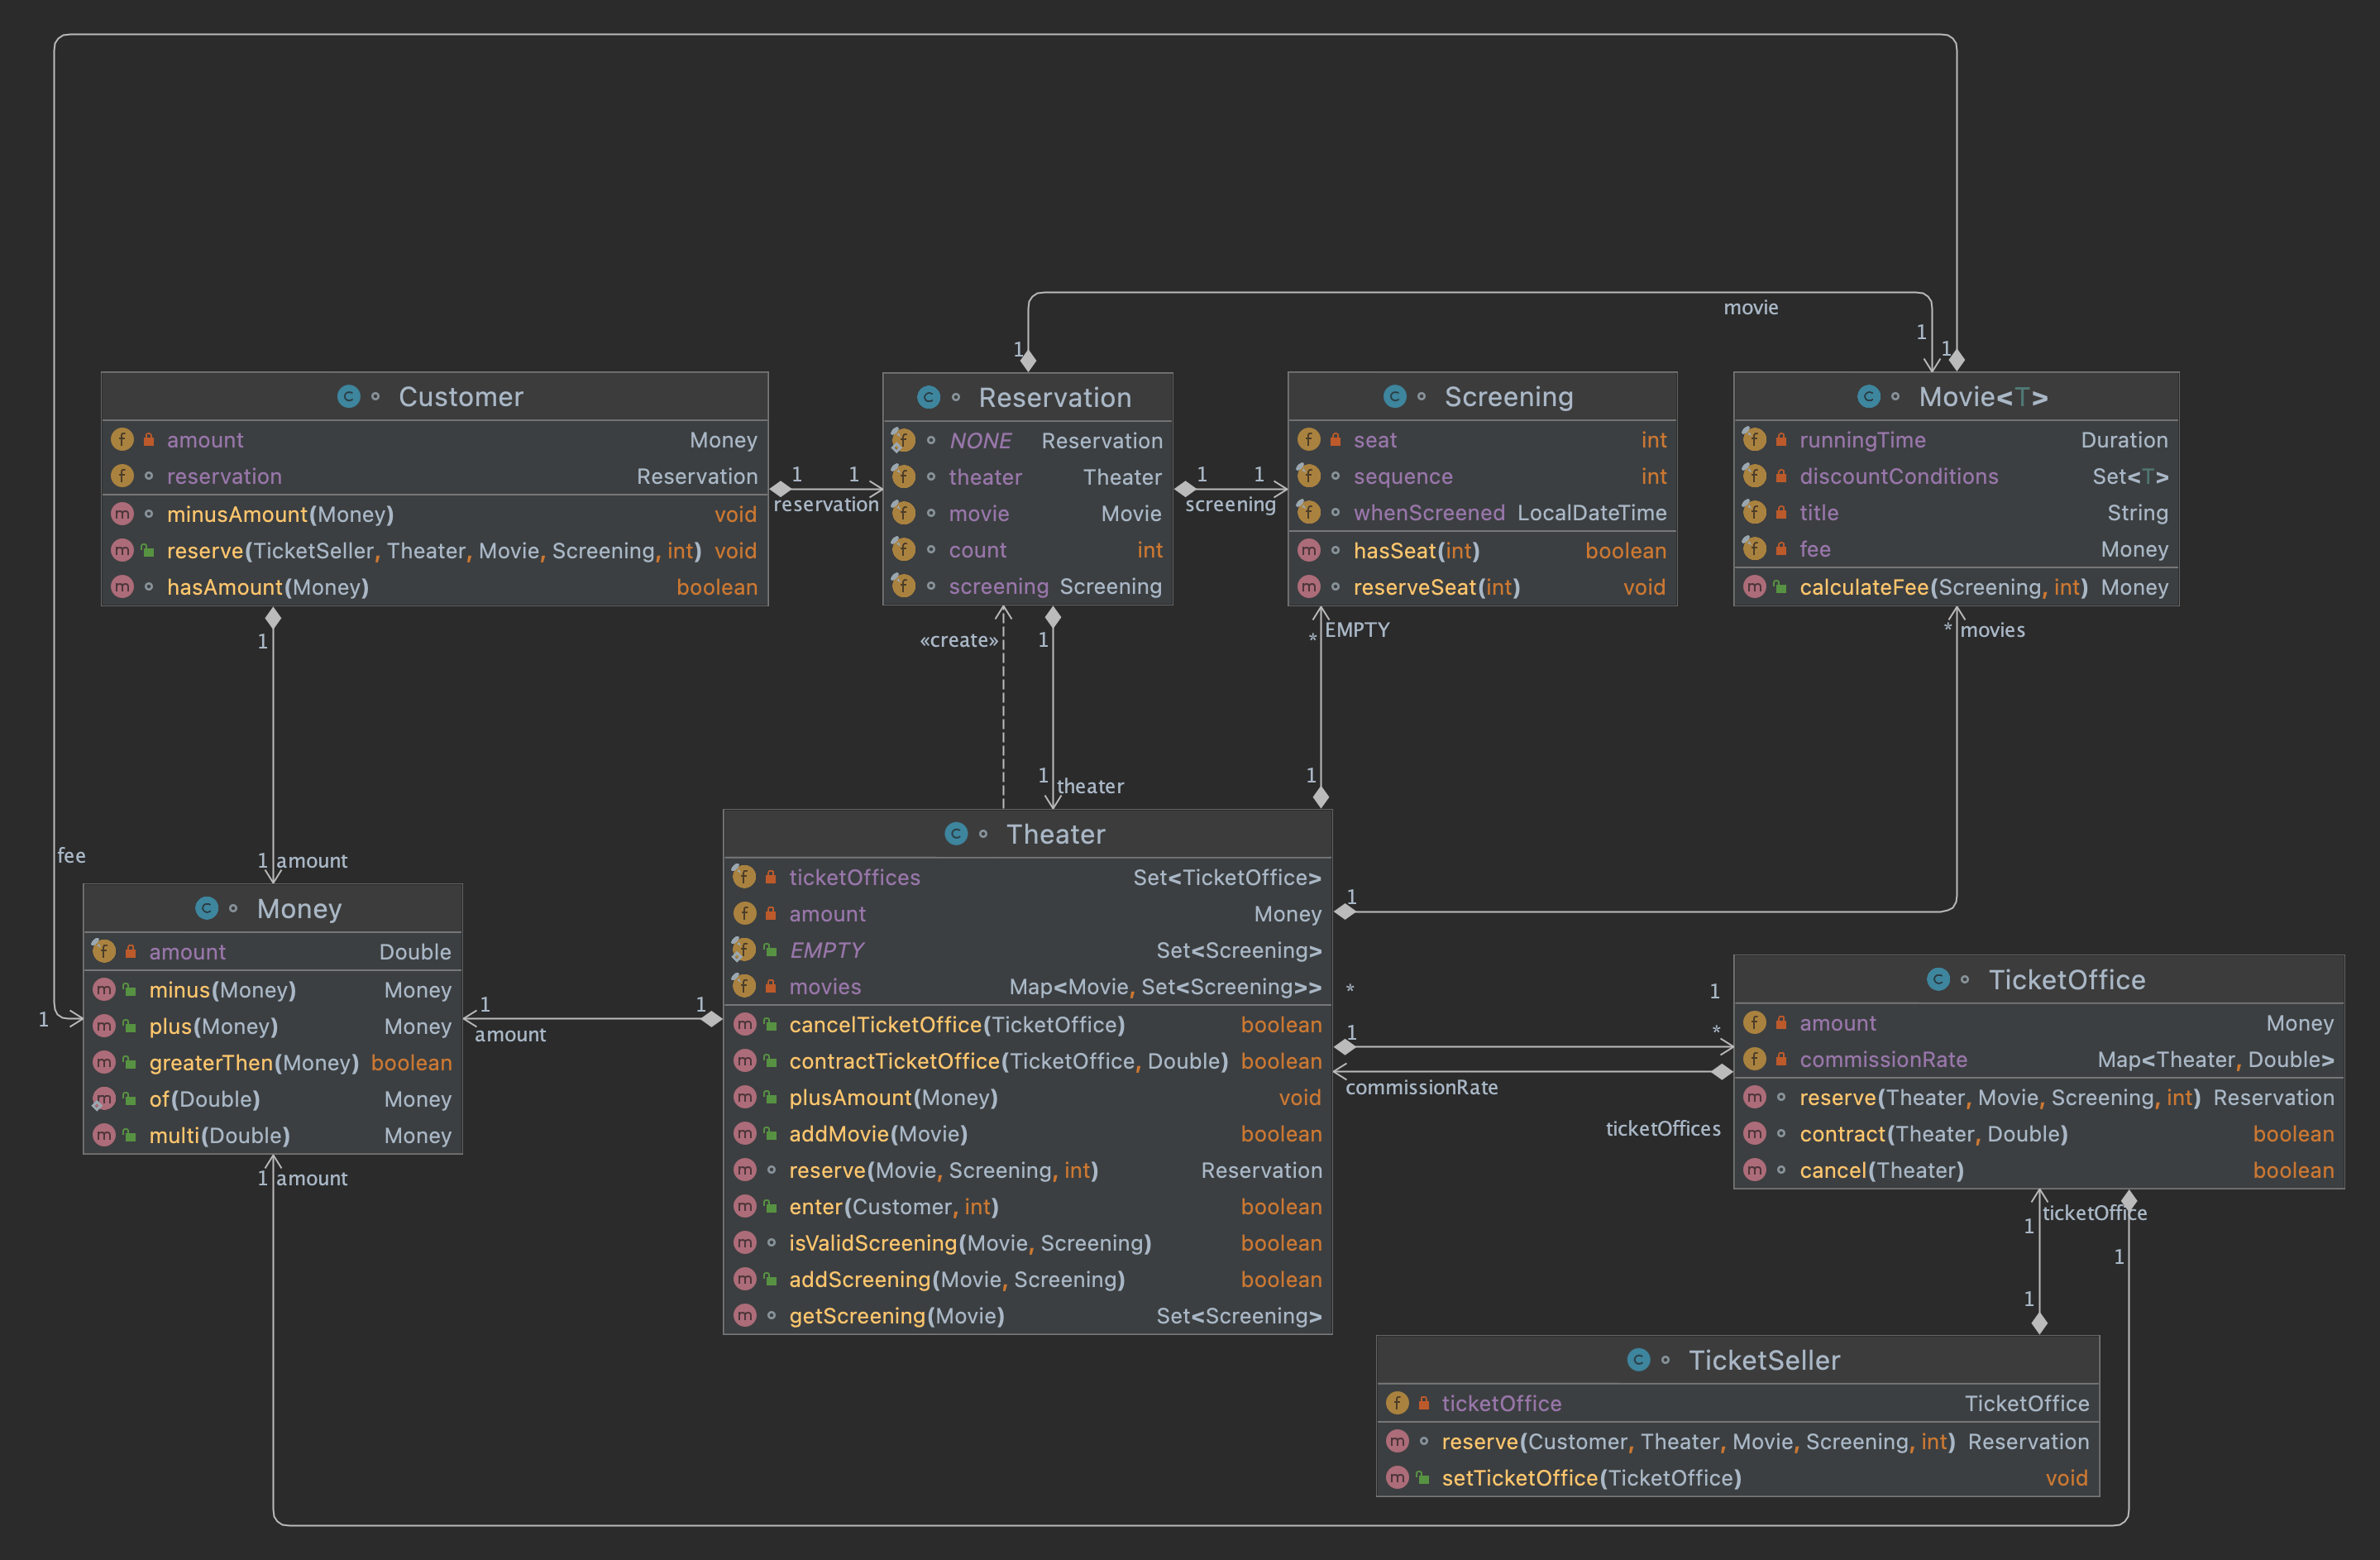 movie
1
1
1
Customer
amount Money
reservation Reservation
minusAmount(Money) void
reserve(TicketSeller, Theater, Movie, Screening, int) void
hasAmount(Money) boolean
1 1
reservation
Reservation
NONE Reservation
theater Theater
movie Movie
count int
screening Screening
1 1
screening
Screening
seat int
sequence int
whenScreened LocalDateTime
hasSeat(int) boolean
reserveSeat(int) void
Movie<T>
runningTime Duration
discountConditions Set<T>
title String
fee Money
calculateFee(Screening, int) Money
1
«create»
1
* EMPTY
* movies
1
1 theater
fee
1 amount
1
Money
amount Double
minus(Money) Money
plus(Money) Money
greaterThen(Money) boolean
of(Double) Money
multi(Double) Money
1 amount
1 1
amount
Theater
ticketOffices Set<TicketOffice>
amount Money
EMPTY Set<Screening>
movies Map<Movie, Set<Screening>>
cancelTicketOffice(TicketOffice) boolean
contractTicketOffice(TicketOffice, Double) boolean
plusAmount(Money) void
addMovie(Movie) boolean
reserve(Movie, Screening, int) Reservation
enter(Customer, int) boolean
isValidScreening(Movie, Screening) boolean
addScreening(Movie, Screening) boolean
getScreening(Movie) Set<Screening>
1
1
* 1
1 *
commissionRate
ticketOffices
TicketOffice
amount Money
commissionRate Map<Theater, Double>
reserve(Theater, Movie, Screening, int) Reservation
contract(Theater, Double) boolean
cancel(Theater) boolean
ticketOffice
1
1
1
TicketSeller
ticketOffice TicketOffice
reserve(Customer, Theater, Movie, Screening, int) Reservation
setTicketOffice(TicketOffice) void